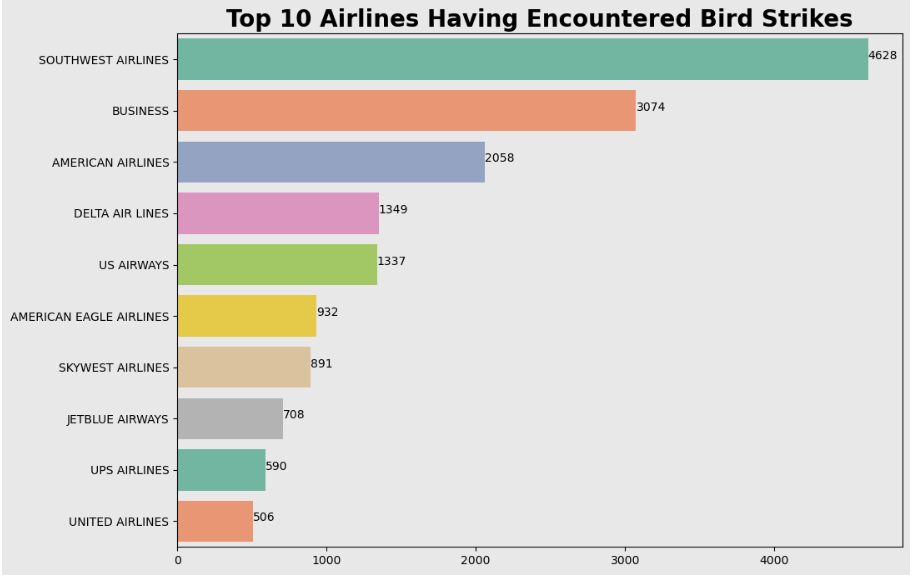 Top 10 Airlines Having Encountered Bird Strikes
SOUTHWEST AIRLINES 4628
BUSINESS 3074
AMERICAN AIRLINES 2058
DELTA AIR LINES 1349
US AIRWAYS 1337
AMERICAN EAGLE AIRLINES 932
SKYWEST AIRLINES 891
JETBLUE AIRWAYS 708
UPS AIRLINES 590
UNITED AIRLINES 506
0 1000 2000 3000 4000